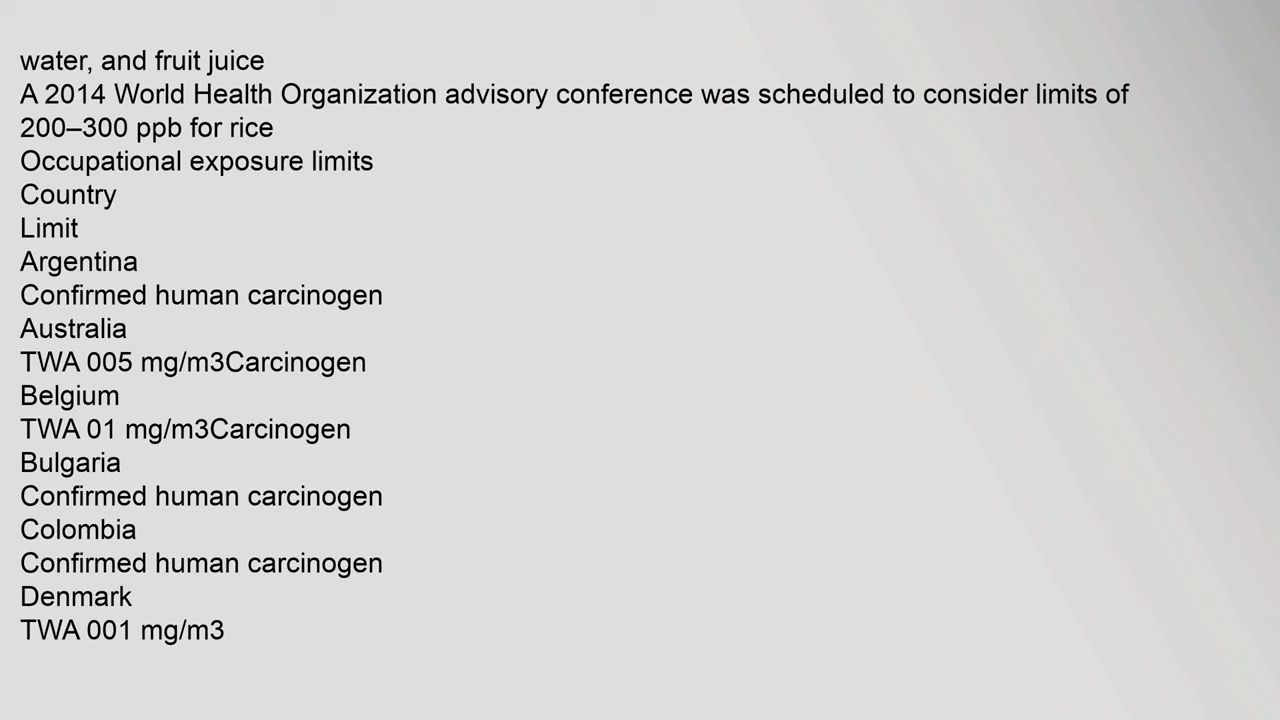 water, and fruit juice
A 2014 World Health Organization advisory conference was scheduled to consider limits of
200–300 ppb for rice
Occupational exposure limits
Country
Limit
Argentina
Confirmed human carcinogen
Australia
TWA 005 mg/m3Carcinogen
Belgium
TWA 01 mg/m3Carcinogen
Bulgaria
Confirmed human carcinogen
Colombia
Confirmed human carcinogen
Denmark
TWA 001 mg/m3